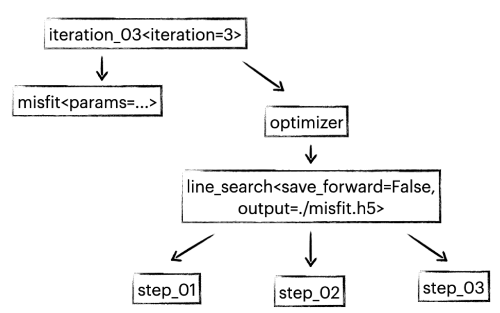 iteration_03<iteration=3>
misfit<params=...>
optimizer
line_search<save_forward=False,
output=./misfit.h5>
step_01
step_02
step_03